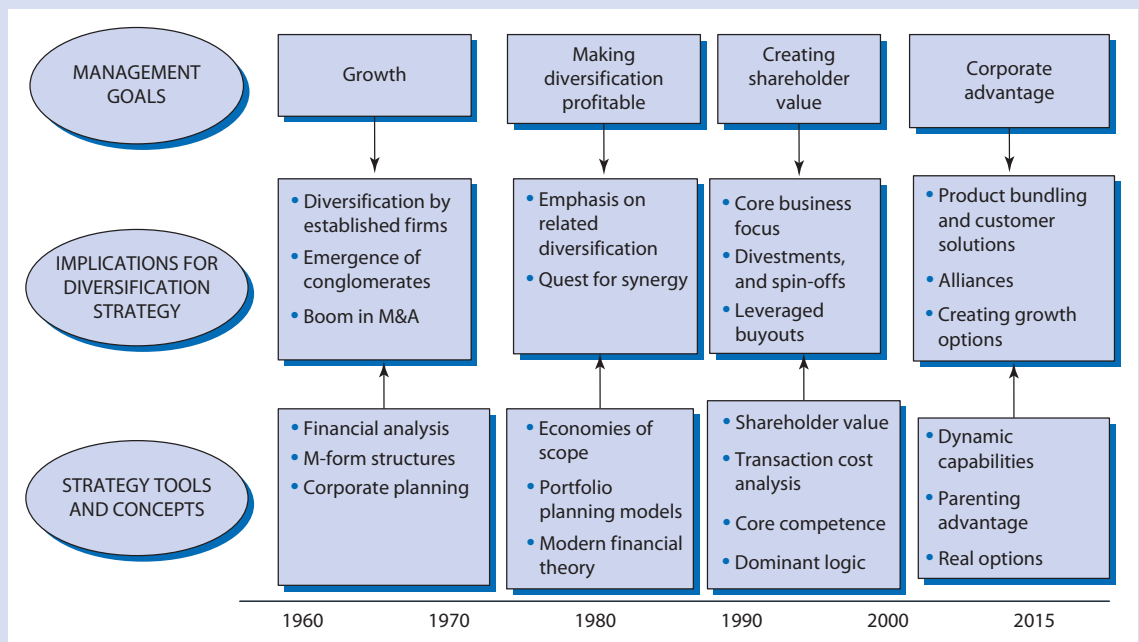 MANAGEMENT
GOALS
Growth
Making
diversification
profitable
Creating
shareholder
value
Corporate
advantage
IMPLICATIONS FOR
DIVERSIFICATION
STRATEGY
• Diversification by
established firms
• Emergence of
conglomerates
• Boom in M&A
• Emphasis on
related diversification
• Quest for synergy
• Core business
focus
• Divestments,
and spin-offs
• Leveraged
buyouts
• Product bundling
and customer
solutions
• Alliances
• Creating growth
options
STRATEGY TOOLS
AND CONCEPTS
• Financial analysis
• M-form structures
• Corporate planning
• Economies of
scope
• Portfolio
planning models
• Modern financial
theory
• Shareholder value
• Transaction cost
analysis
• Core competence
• Dominant logic
• Dynamic
capabilities
• Parenting
advantage
• Real options
1960 1970 1980 1990 2000 2015